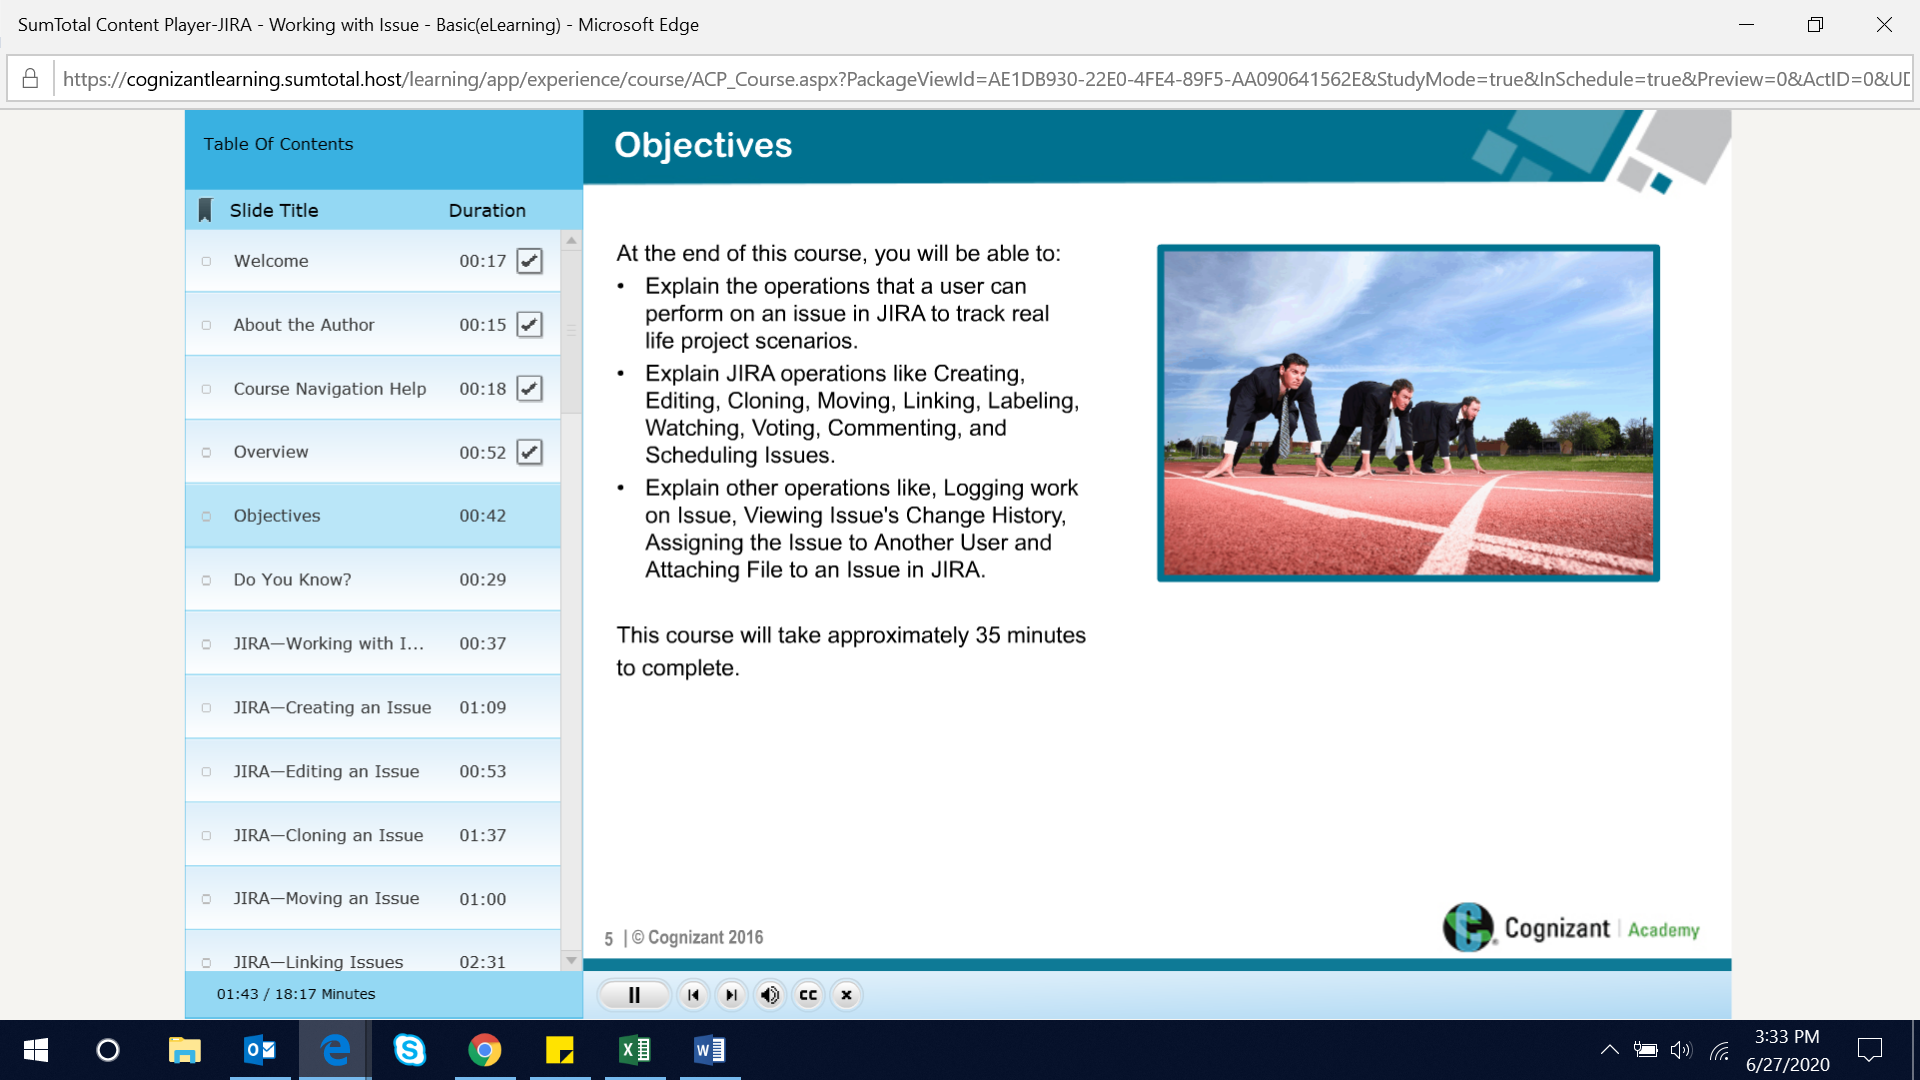 SumTotal Content Player-JIRA - Working with Issue - Basic(eLearning) - Microsoft Edge
https://cognizantlearning.sumtotal.host/learning/app/experience/course/ACP_Course.aspx?PackageViewId=AE1DB930-22E0-4FE4-89F5-AA090641562E&StudyMode=true&InSchedule=true&Preview=0&ActID=0&UD
Table Of Contents
Slide Title Duration
Welcome 00:17
About the Author 00:15
Course Navigation Help 00:18
Overview 00:52
Objectives 00:42
Do You Know? 00:29
JIRA—Working with I... 00:37
JIRA—Creating an Issue 01:09
JIRA—Editing an Issue 00:53
JIRA—Cloning an Issue 01:37
JIRA—Moving an Issue 01:00
JIRA—Linking Issues 02:31
01:43 / 18:17 Minutes
Objectives
At the end of this course, you will be able to:
• Explain the operations that a user can
perform on an issue in JIRA to track real
life project scenarios.
• Explain JIRA operations like Creating,
Editing, Cloning, Moving, Linking, Labeling,
Watching, Voting, Commenting, and
Scheduling Issues.
• Explain other operations like, Logging work
on Issue, Viewing Issue's Change History,
Assigning the Issue to Another User and
Attaching File to an Issue in JIRA.
This course will take approximately 35 minutes
to complete.
5 | © Cognizant 2016
Cognizant | Academy
CC
3:33 PM
6/27/2020